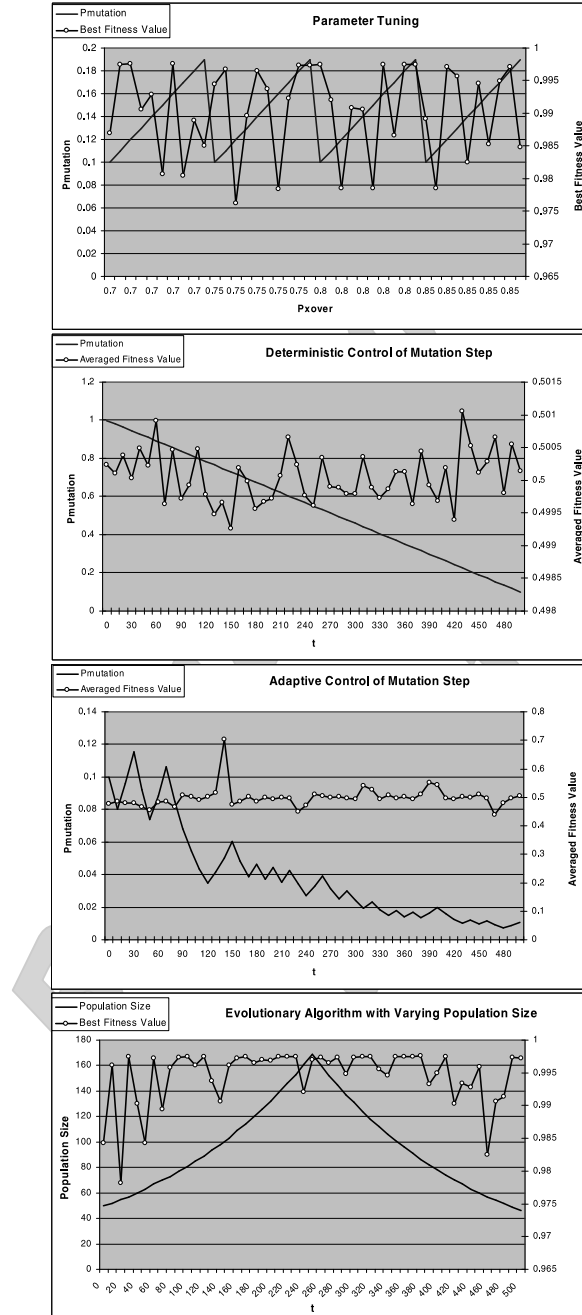 Pmutation
Best Fitness Value
Parameter Tuning
0.2
0.18
0.16
0.14
0.12
0.1
0.08
0.06
0.04
0.02
0
Pmutation
1
0.995
0.99
0.985
0.98
0.975
0.97
0.965
Best Fitness Value
0.7 0.7 0.7 0.7 0.7 0.75 0.75 0.75 0.75 0.75 0.8 0.8 0.8 0.8 0.8 0.85 0.85 0.85 0.85 0.85
Pxover
Pmutation
Averaged Fitness Value
Deterministic Control of Mutation Step
1.2
1
0.8
0.6
0.4
0.2
0
Pmutation
0.5015
0.501
0.5005
0.5
0.4995
0.499
0.4985
0.498
Averaged Fitness Value
0 30 60 90 120 150 180 210 240 270 300 330 360 390 420 450 480
t
Pmutation
Averaged Fitness Value
Adaptive Control of Mutation Step
0.14
0.12
0.1
0.08
0.06
0.04
0.02
0
Pmutation
0.8
0.7
0.6
0.5
0.4
0.3
0.2
0.1
0
Averaged Fitness Value
0 30 60 90 120 150 180 210 240 270 300 330 360 390 420 450 480
t
Population Size
Best Fitness Value
Evolutionary Algorithm with Varying Population Size
180
160
140
120
100
80
60
40
20
0
Population Size
1
0.995
0.99
0.985
0.98
0.975
0.97
0.965
Best Fitness Value
0 20 40 60 80 100 120 140 160 180 200 220 240 260 280 300 320 340 360 380 400 420 440 460 480 500
t